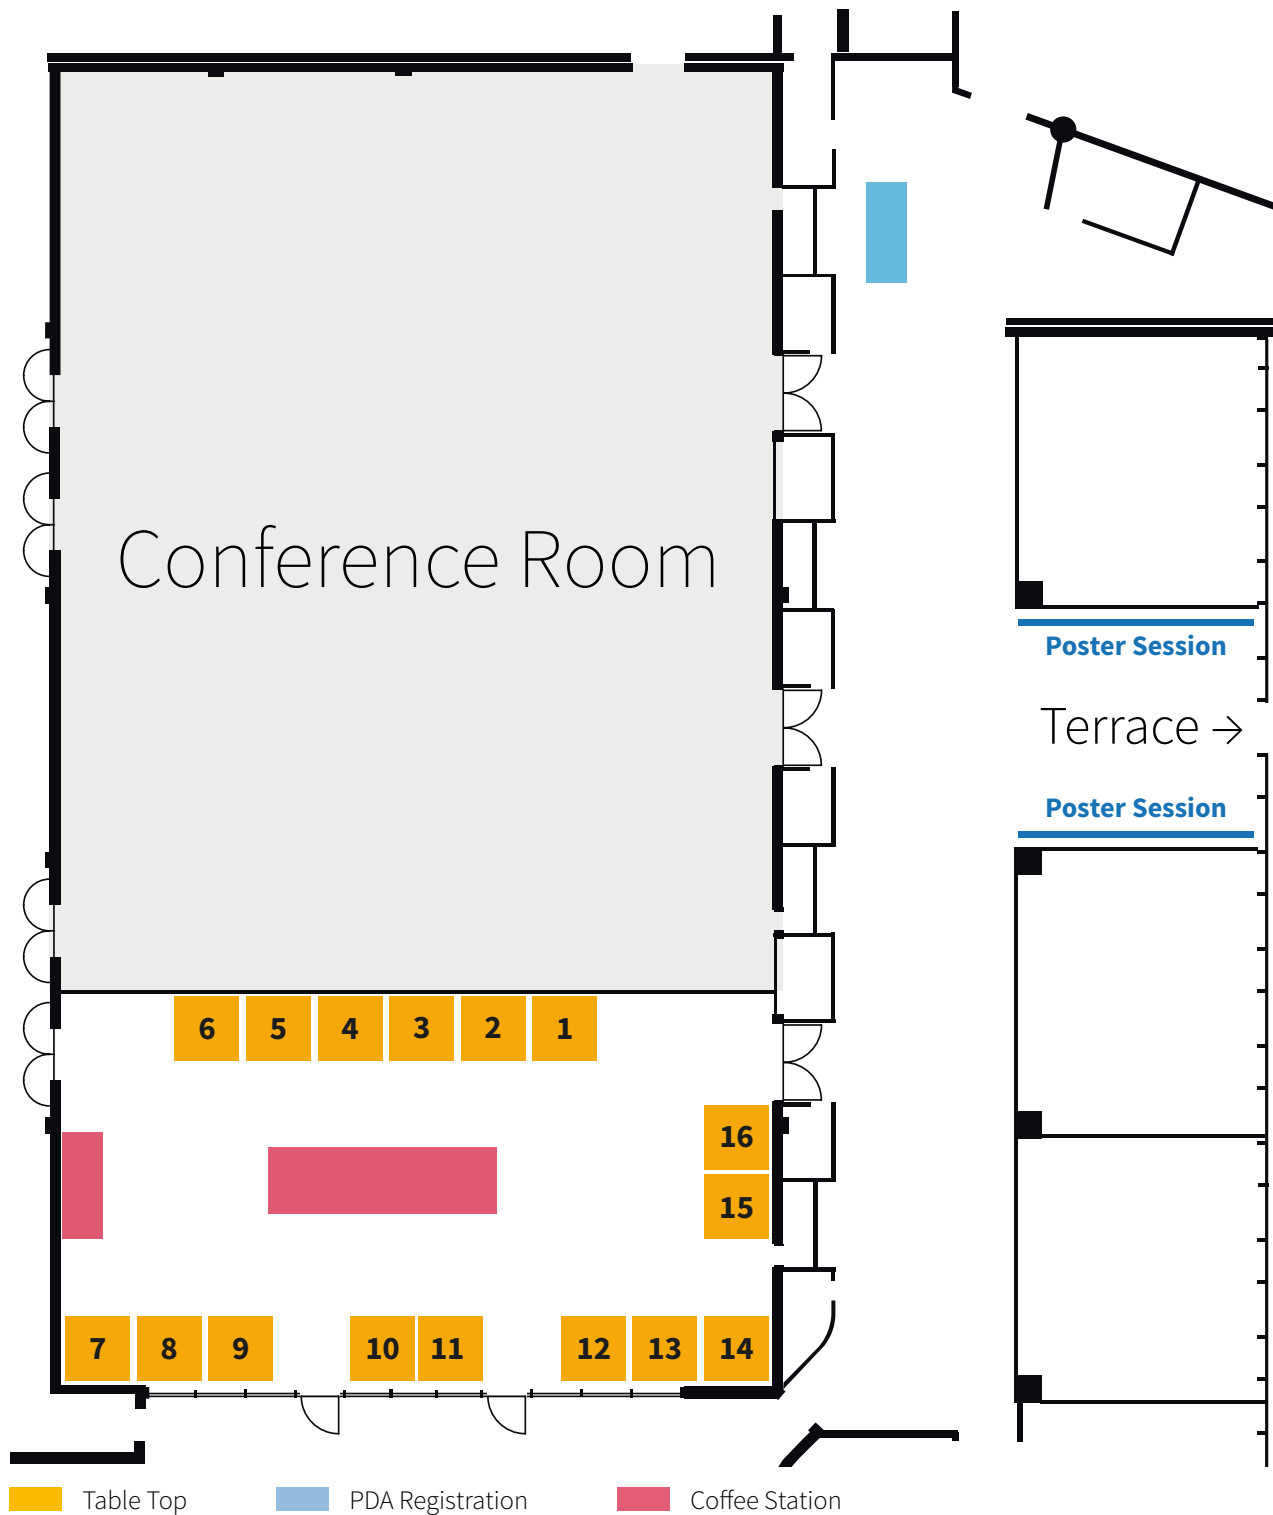 Conference Room
Poster Session
Terrace →
Poster Session
6 5 4 3 2 1
16
15
7 8 9 10 11 12 13 14
Table Top PDA Registration Coffee Station